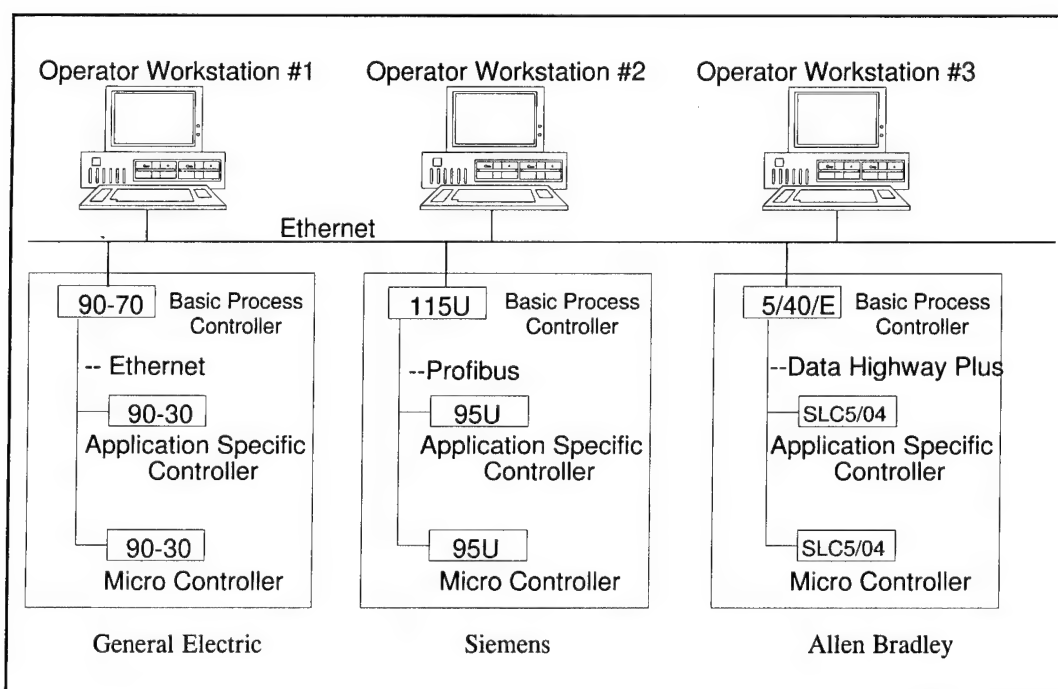 Operator Workstation #1
Operator Workstation #2
Operator Workstation #3
Ethernet
90-70
Basic Process
Controller
-- Ethernet
90-30
Application Specific
Controller
90-30
Micro Controller
General Electric
115U
Basic Process
Controller
--Profibus
95U
Application Specific
Controller
95U
Micro Controller
Siemens
5/40/E
Basic Process
Controller
--Data Highway Plus
SLC5/04
Application Specific
Controller
SLC5/04
Micro Controller
Allen Bradley